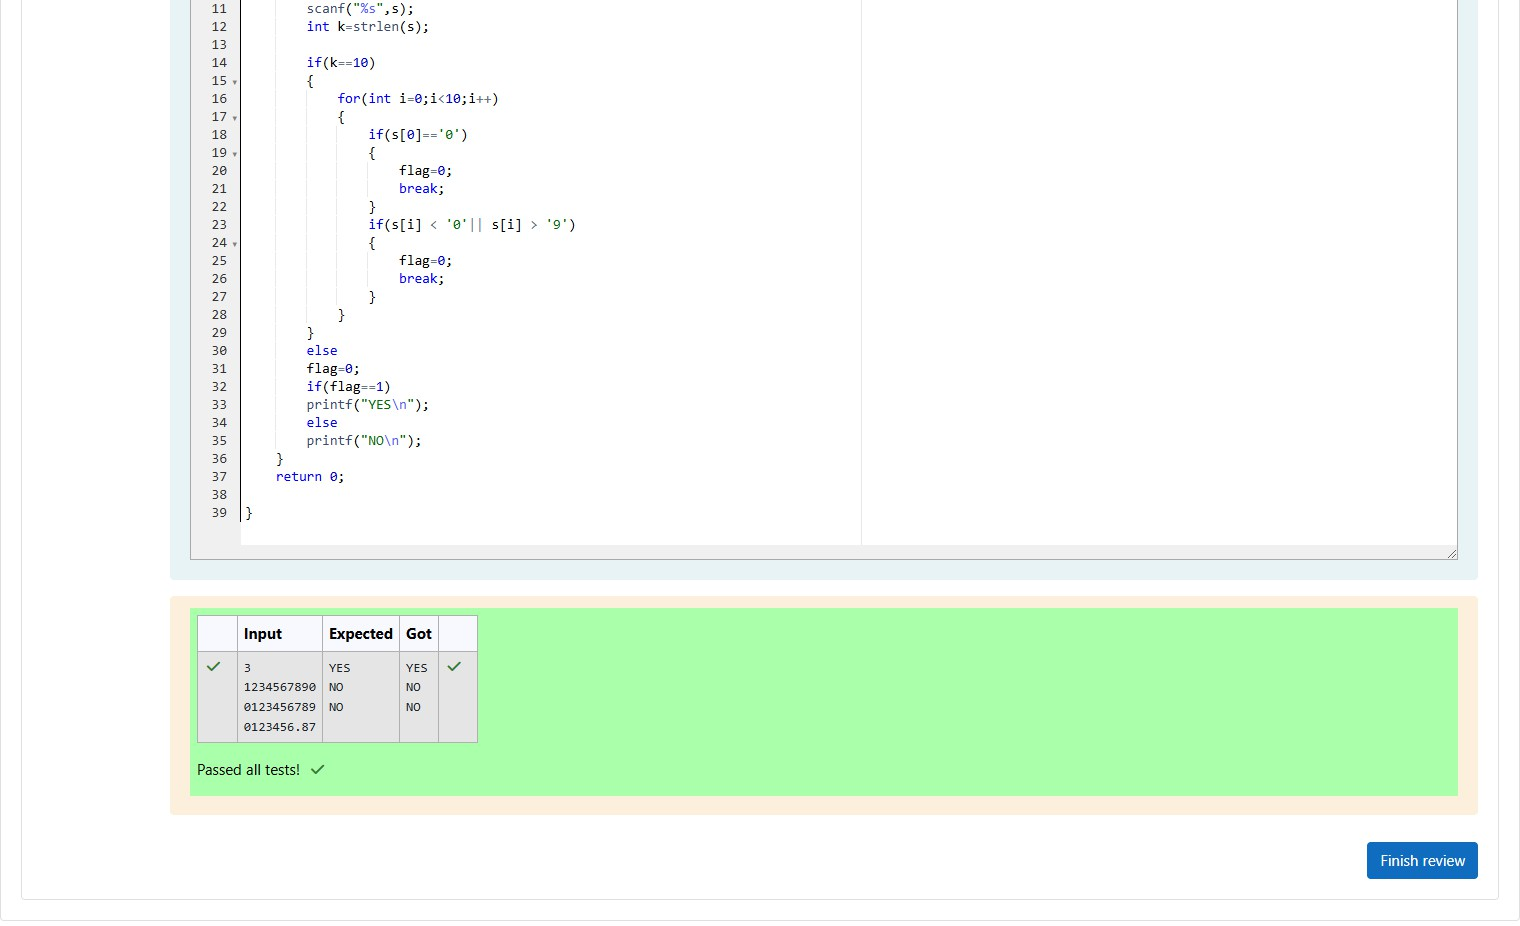 11 scanf("%s",s);
12 int k=strlen(s);
13
14 if(k==10)
15 {
16 for(int i=0;i<10;i++)
17 {
18 if(s[0]=='0')
19 {
20 flag=0;
21 break;
22 }
23 if(s[i] < '0'|| s[i] > '9')
24 {
25 flag=0;
26 break;
27 }
28 }
29 }
30 else
31 flag=0;
32 if(flag==1)
33 printf("YES\n");
34 else
35 printf("NO\n");
36 }
37 return 0;
38
39 }
Input Expected Got
3 YES YES
1234567890 NO NO
0123456789 NO NO
0123456.87
Passed all tests!
Finish review